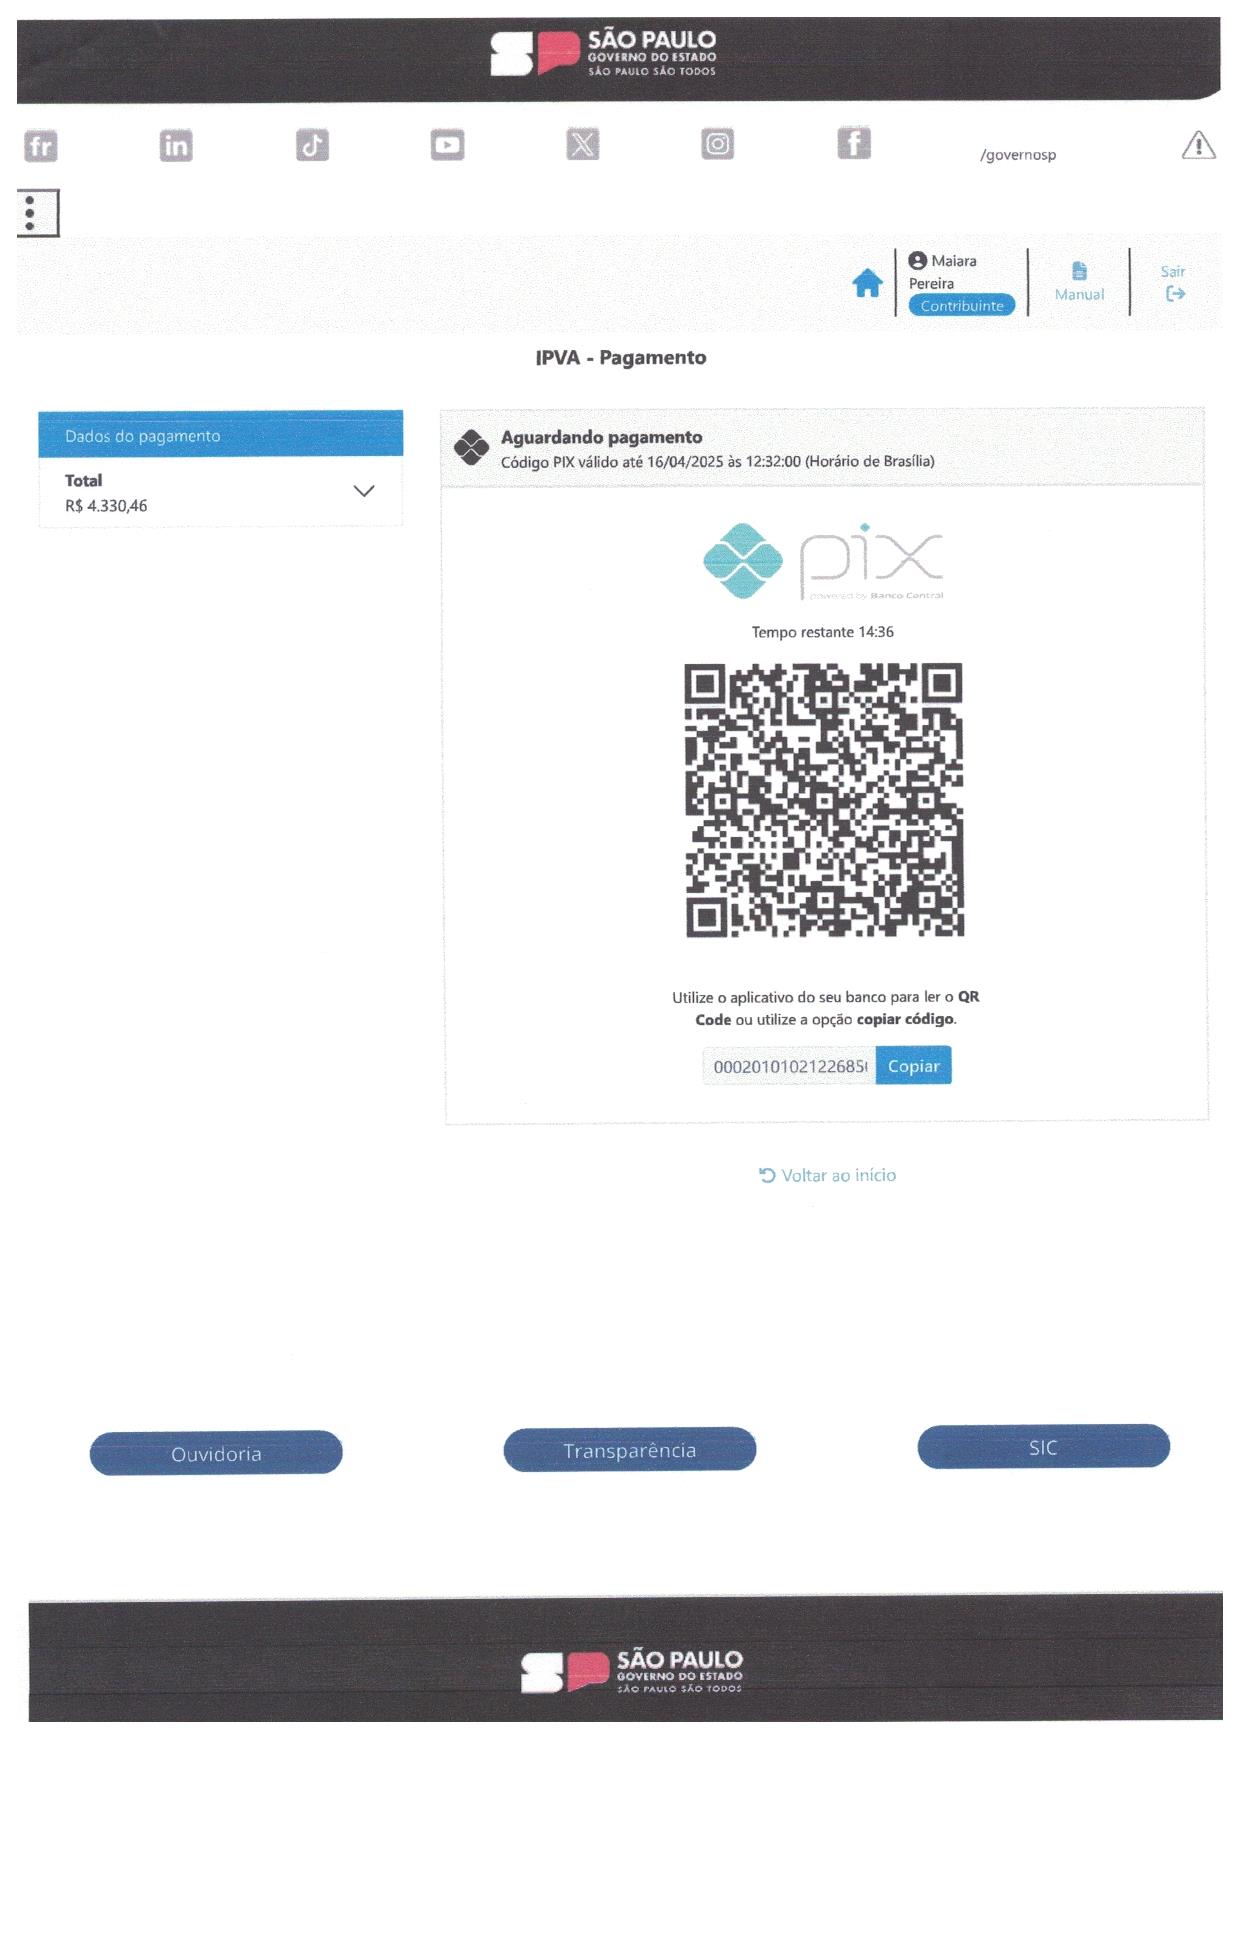 SÃO PAULO
GOVERNO DO ESTADO
SÃO PAULO SÃO TODOS
/governosp
Maiara
Pereira
Contribuinte
Manual
Sair
IPVA - Pagamento
Dados do pagamento
Total
R$ 4.330,46
Aguardando pagamento
Código PIX válido até 16/04/2025 às 12:32:00 (Horário de Brasília)
pix
powered by Banco Central
Tempo restante 14:36
Utilize o aplicativo do seu banco para ler o QR
Code ou utilize a opção copiar código.
00020101021226850
Copiar
Voltar ao início
Ouvidoria
Transparência
SIC
SÃO PAULO
GOVERNO DO ESTADO
SÃO PAULO SÃO TODOS